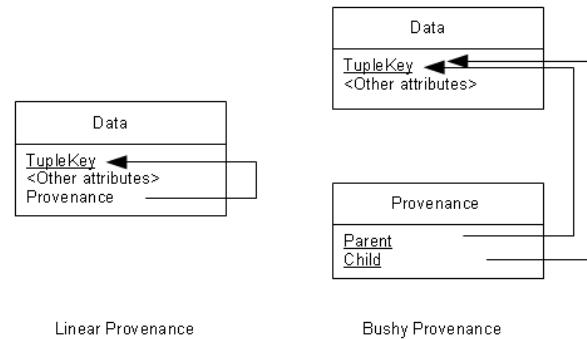 Data
TupleKey
<Other attributes>
Provenance
Linear Provenance
Data
TupleKey
<Other attributes>
Provenance
Parent
Child
Bushy Provenance